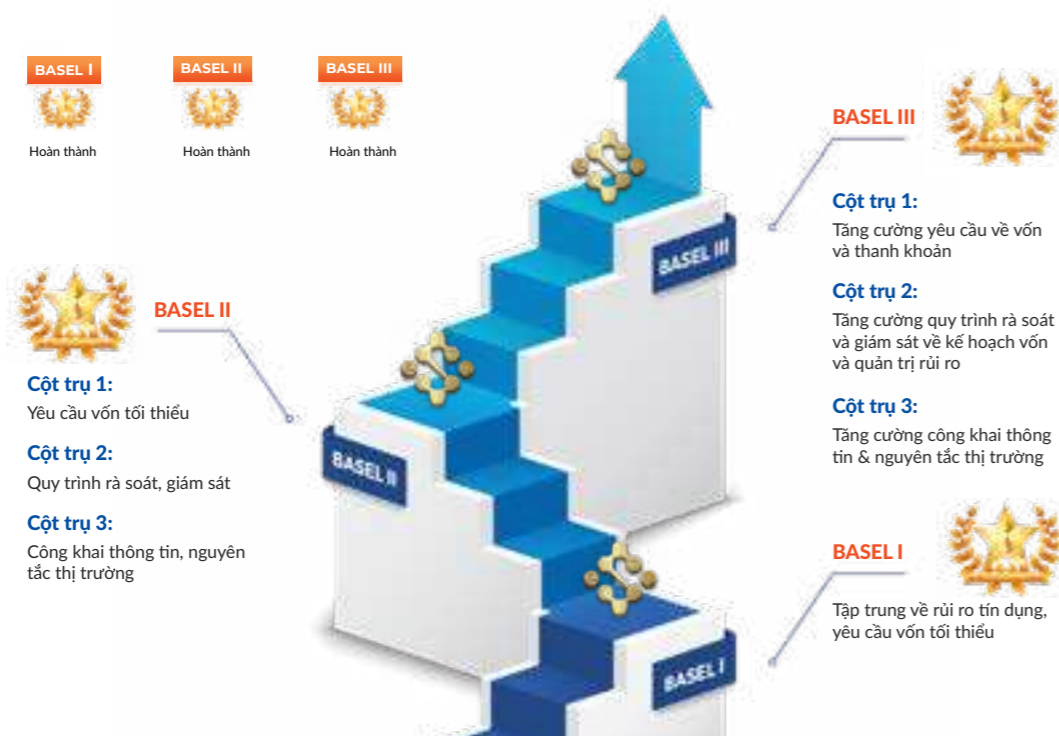 BASEL I
BASEL II
BASEL III
Hoàn thành
Hoàn thành
Hoàn thành
BASEL III
Cột trụ 1:
Tăng cường yêu cầu về vốn
và thanh khoản
Cột trụ 2:
Tăng cường quy trình rà soát
và giám sát về kế hoạch vốn
và quản trị rủi ro
Cột trụ 3:
Tăng cường công khai thông
tin & nguyên tắc thị trường
BASEL III
BASEL II
Cột trụ 1:
Yêu cầu vốn tối thiểu
Cột trụ 2:
Quy trình rà soát, giám sát
Cột trụ 3:
Công khai thông tin, nguyên
tắc thị trường
BASEL II
BASEL I
Tập trung về rủi ro tín dụng,
yêu cầu vốn tối thiểu
BASEL I